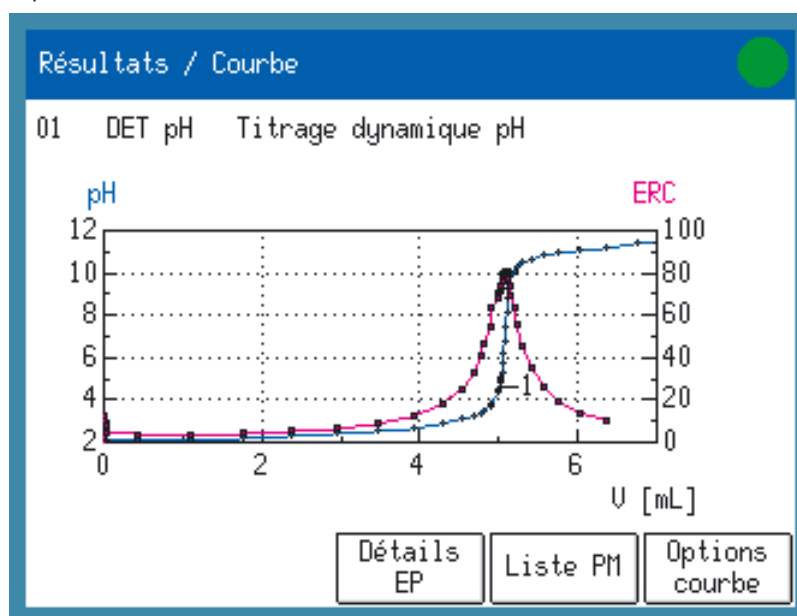 Résultats / Courbe
01 DET pH Titrage dynamique pH
pH ERC
12 100
10 80
8 60
6 40
4 1 20
2 0
0 2 4 6
V [mL]
Détails EP Liste PM Options courbe